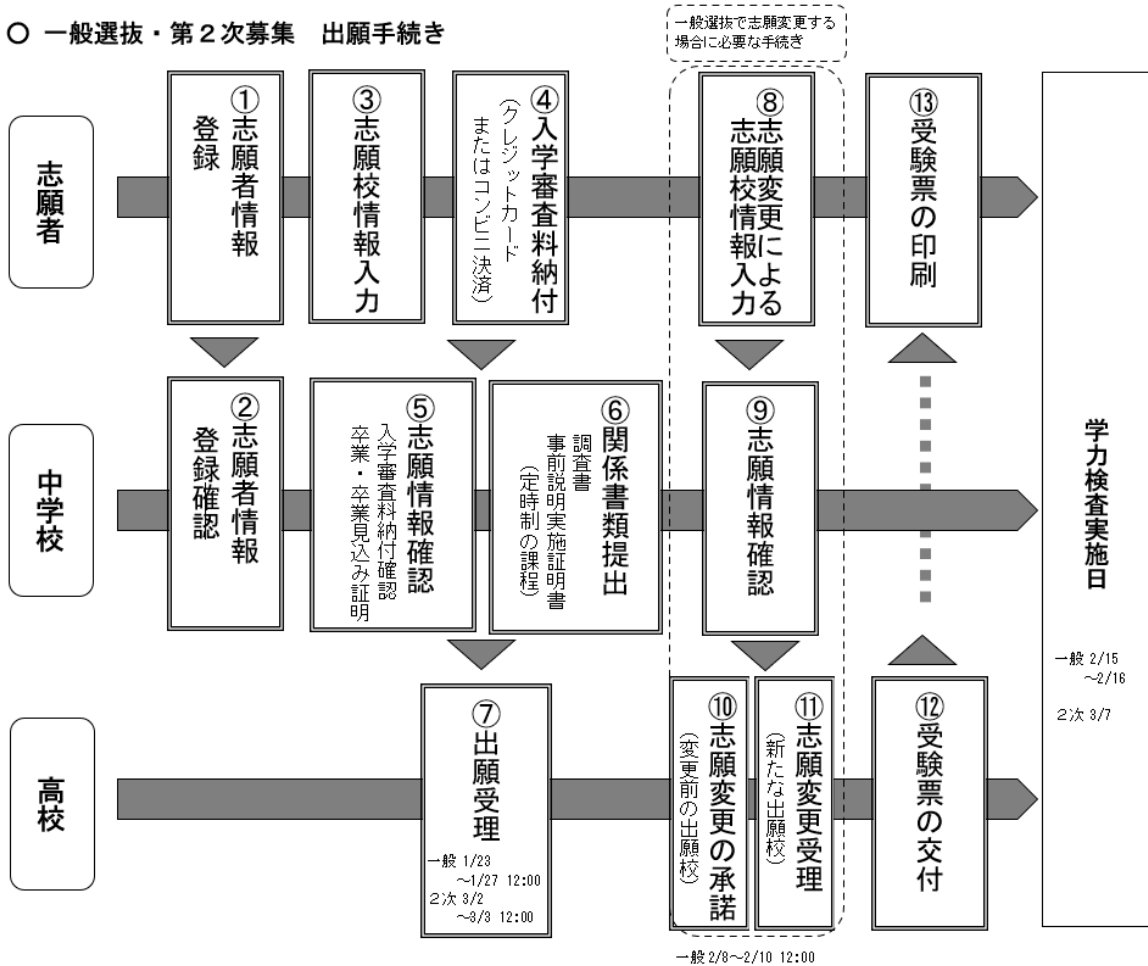 ○ 一般選抜・第２次募集　出願手続き
一般選抜で志願変更する
場合に必要な手続き
志願者
①志願者情報
登録
③志願校情報入力
④入学審査料納付
(クレジットカード
またはコンビニ決済)
⑧志願変更による
志願校情報入力
⑬受験票の印刷
中学校
②志願者情報
登録確認
⑤志願情報確認
入学審査料納付確認
卒業・卒業見込み証明
⑥関係書類提出
調査書
事前説明実施証明書
(定時制の課程)
⑨志願情報確認
高校
⑦出願受理
一般 1/23
～1/27 12:00
２次 3/2
～3/3 12:00
⑩志願変更の承諾
(変更前の出願校)
⑪志願変更受理
(新たな出願校)
一般 2/8～2/10 12:00
⑫受験票の交付
学力検査実施日
一般 2/15
～2/16
２次 3/7